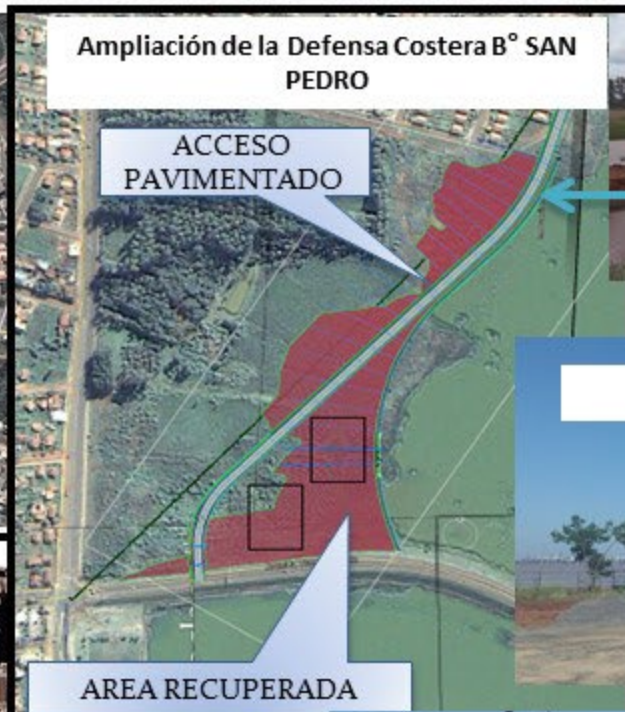 Ampliación de la Defensa Costera B° SAN
PEDRO
ACCESO
PAVIMENTADO
AREA RECUPERADA